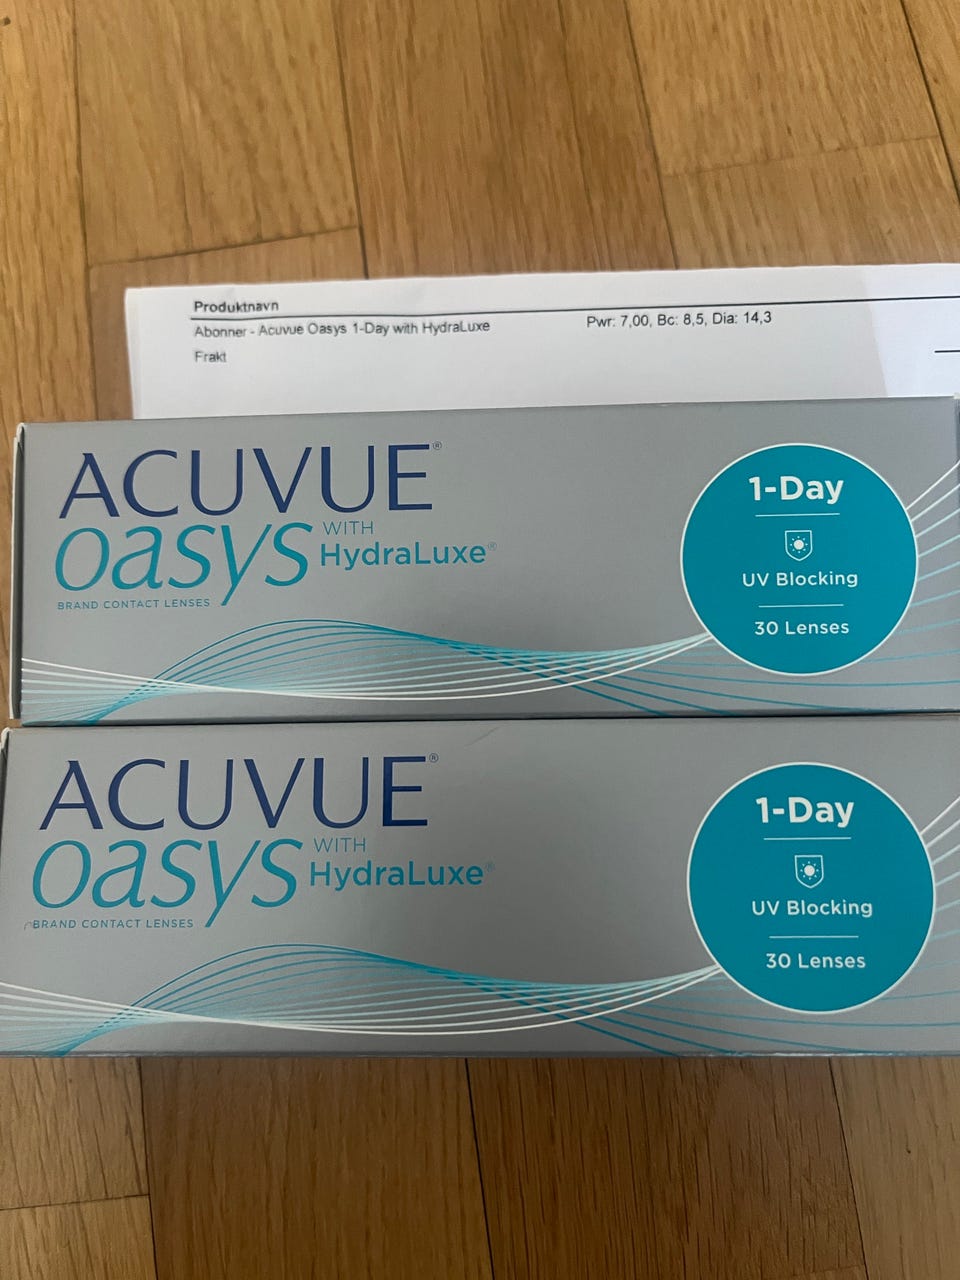 Produktnavn
Abonner - Acuvue Oasys 1-Day with HydraLuxe Pwr: 7,00, Bc: 8,5, Dia: 14,3
Frakt
ACUVUE®
oasys WITH HydraLuxe®
BRAND CONTACT LENSES
1-Day
UV Blocking
30 Lenses
ACUVUE®
oasys WITH HydraLuxe®
BRAND CONTACT LENSES
1-Day
UV Blocking
30 Lenses